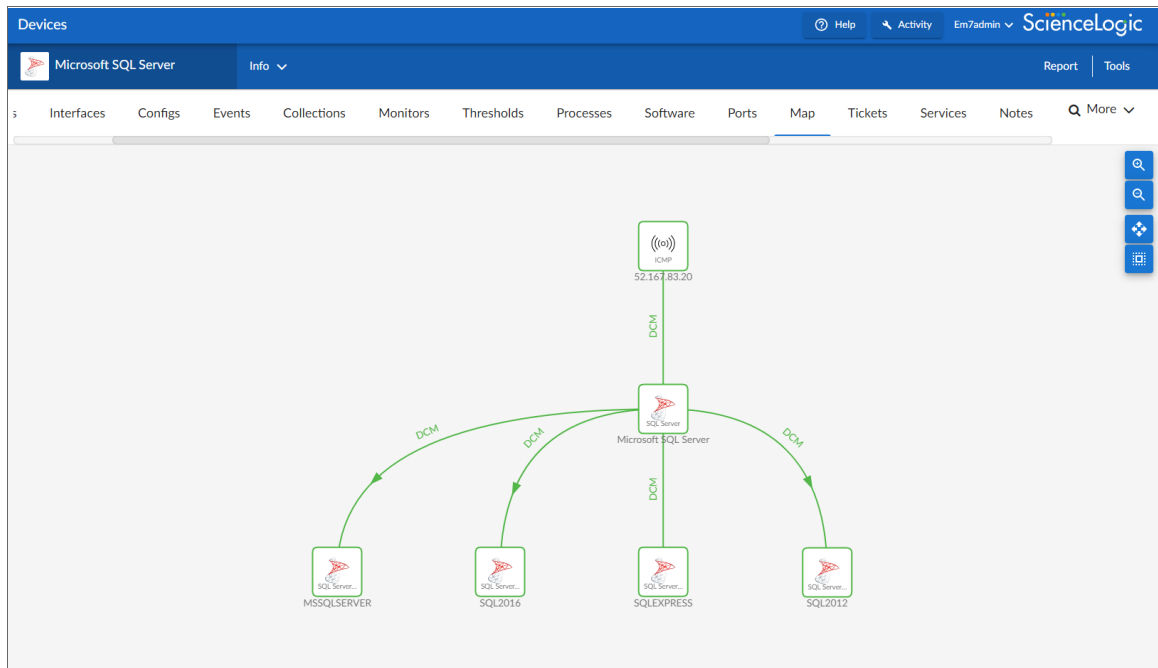 Devices
Help
Activity
Em7admin
ScienceLogic
Microsoft SQL Server
Info
Report
Tools
s
Interfaces
Configs
Events
Collections
Monitors
Thresholds
Processes
Software
Ports
Map
Tickets
Services
Notes
More
ICMP
52.167.83.20
DCM
SQL Server
Microsoft SQL Server
DCM
DCM
DCM
DCM
SQL Server...
MSSQLSERVER
SQL Server...
SQL2016
SQL Server...
SQLEXPRESS
SQL Server...
SQL2012